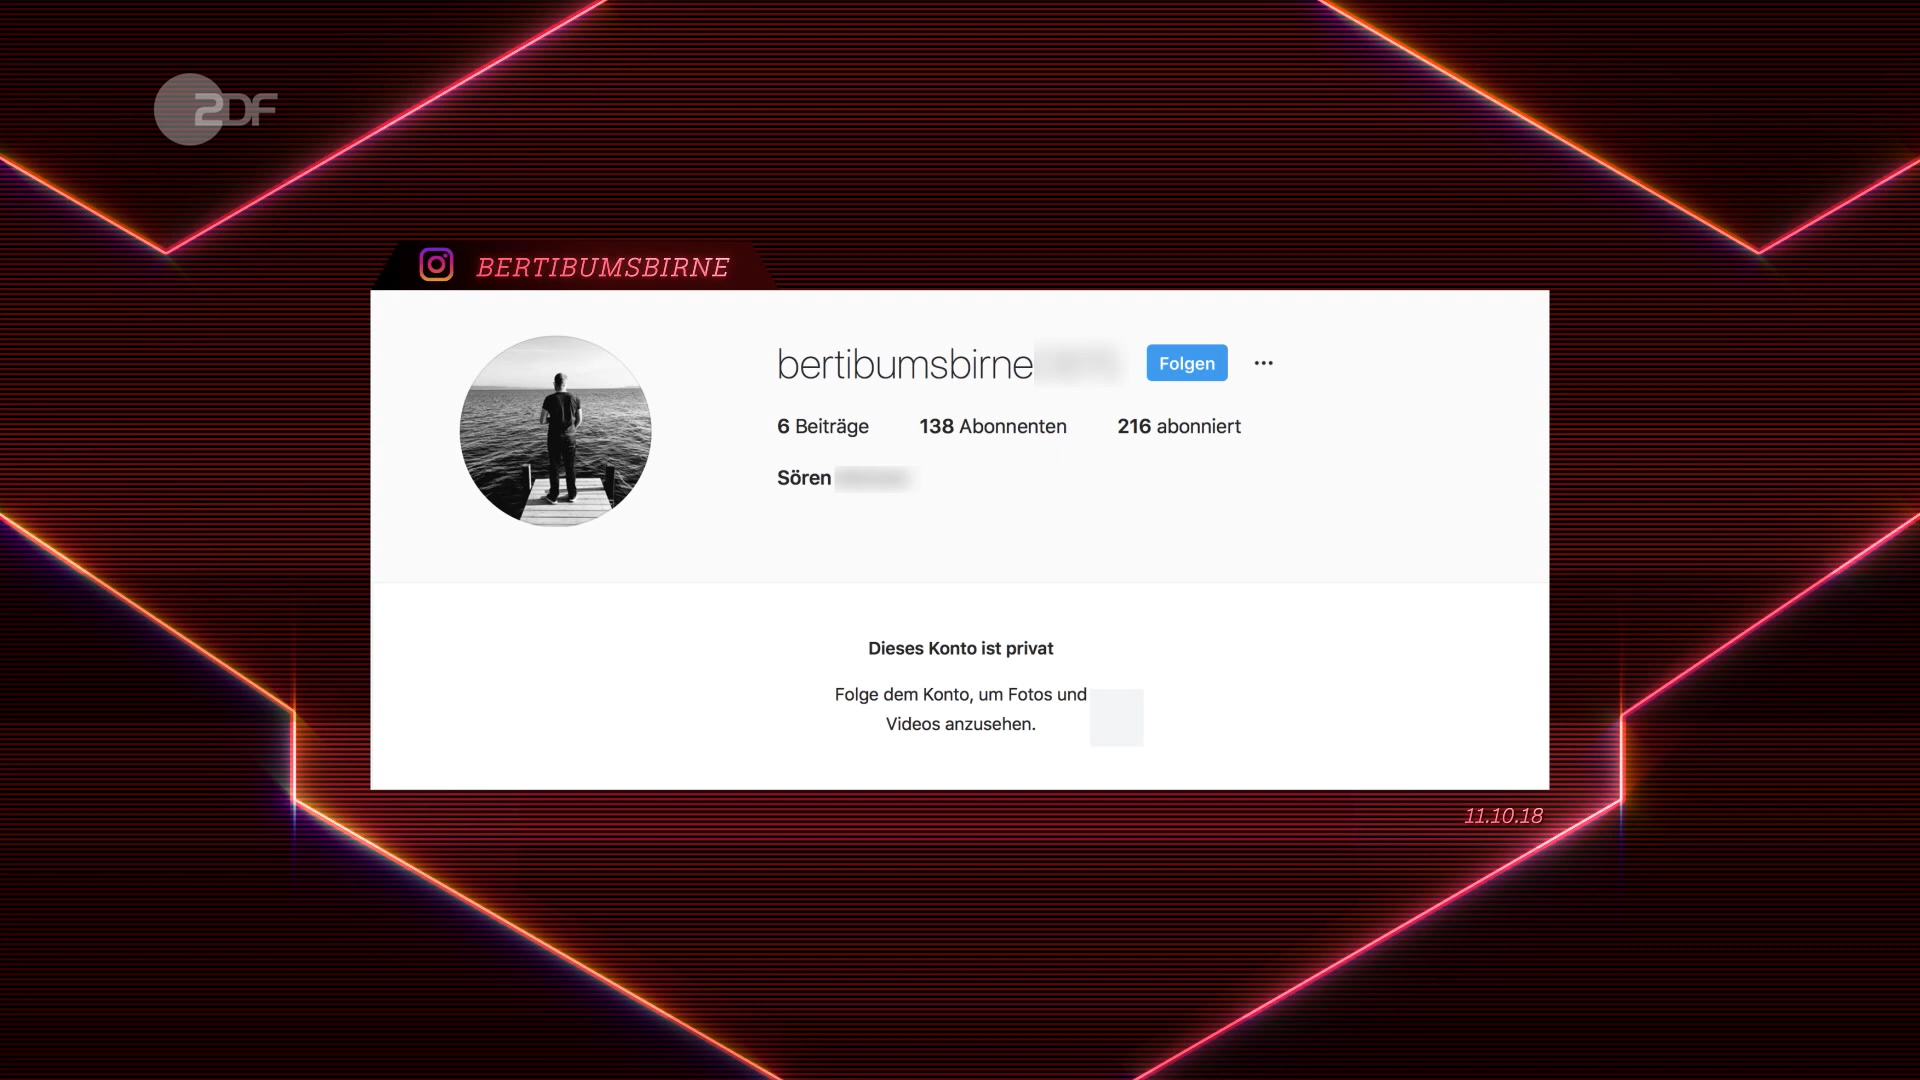 ZDF
BERTIBUMSBIRNE
bertibumsbirne
Folgen
6 Beiträge 138 Abonnenten 216 abonniert
Sören
Dieses Konto ist privat
Folge dem Konto, um Fotos und
Videos anzusehen.
11.10.18